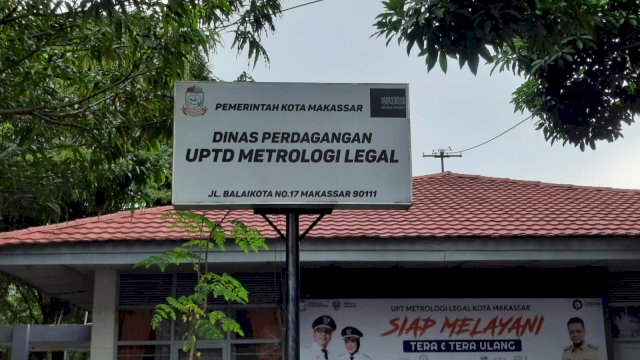 PEMERINTAH KOTA MAKASSAR
DINAS PERDAGANGAN
UPTD METROLOGI LEGAL
JL. BALAIKOTA NO.17 MAKASSAR 90111
UPT METROLOGI LEGAL KOTA MAKASSAR
SIAP MELAYANI
TERA & TERA ULANG